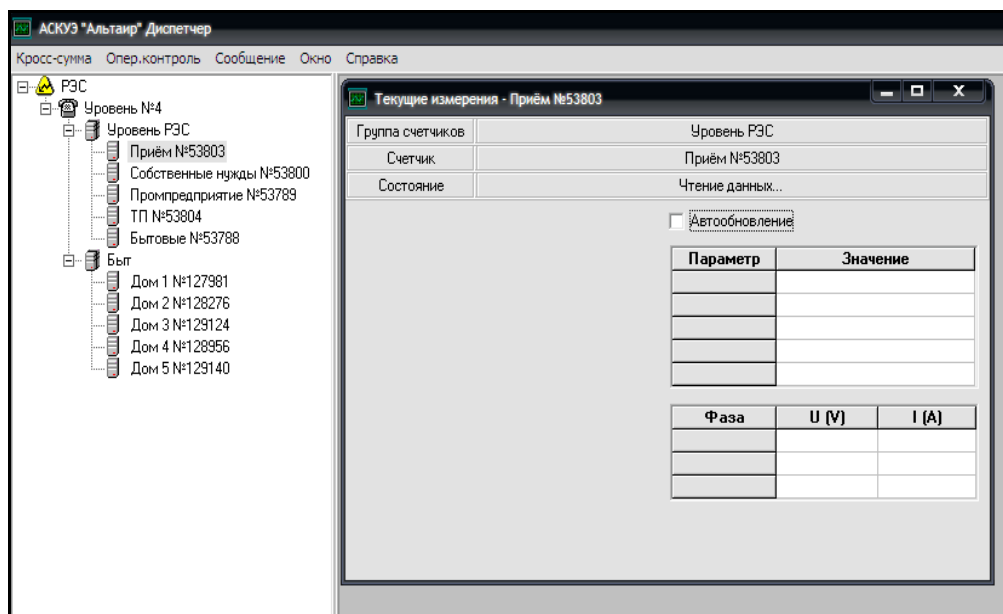 АСКУЭ "Альтаир" Диспетчер
Кросс-сумма Опер.контроль Сообщение Окно Справка
РЭС
Уровень №4
Уровень РЭС
Приём №53803
Собственные нужды №53800
Промпредприятие №53789
ТП №53804
Бытовые №53788
Быт
Дом 1 №127981
Дом 2 №128276
Дом 3 №129124
Дом 4 №128956
Дом 5 №129140
Текущие измерения - Приём №53803
Группа счетчиков Уровень РЭС
Счетчик Приём №53803
Состояние Чтение данных...
Автообновление
Параметр Значение
Фаза U (V) I (A)